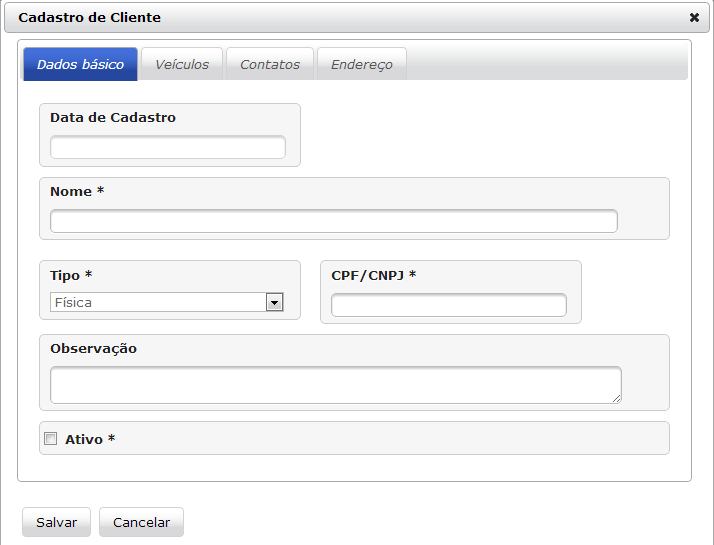 Cadastro de Cliente
Dados básico Veículos Contatos Endereço
Data de Cadastro
Nome *
Tipo * CPF/CNPJ *
Física
Observação
Ativo *
Salvar Cancelar